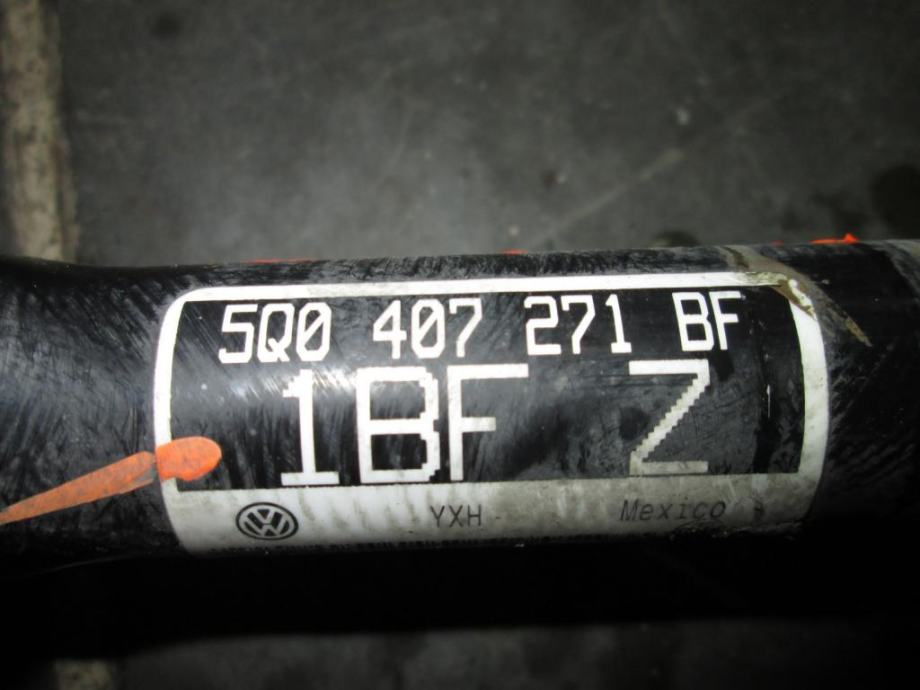 5Q0 407 271 BF
1BF Z
YXH Mexico